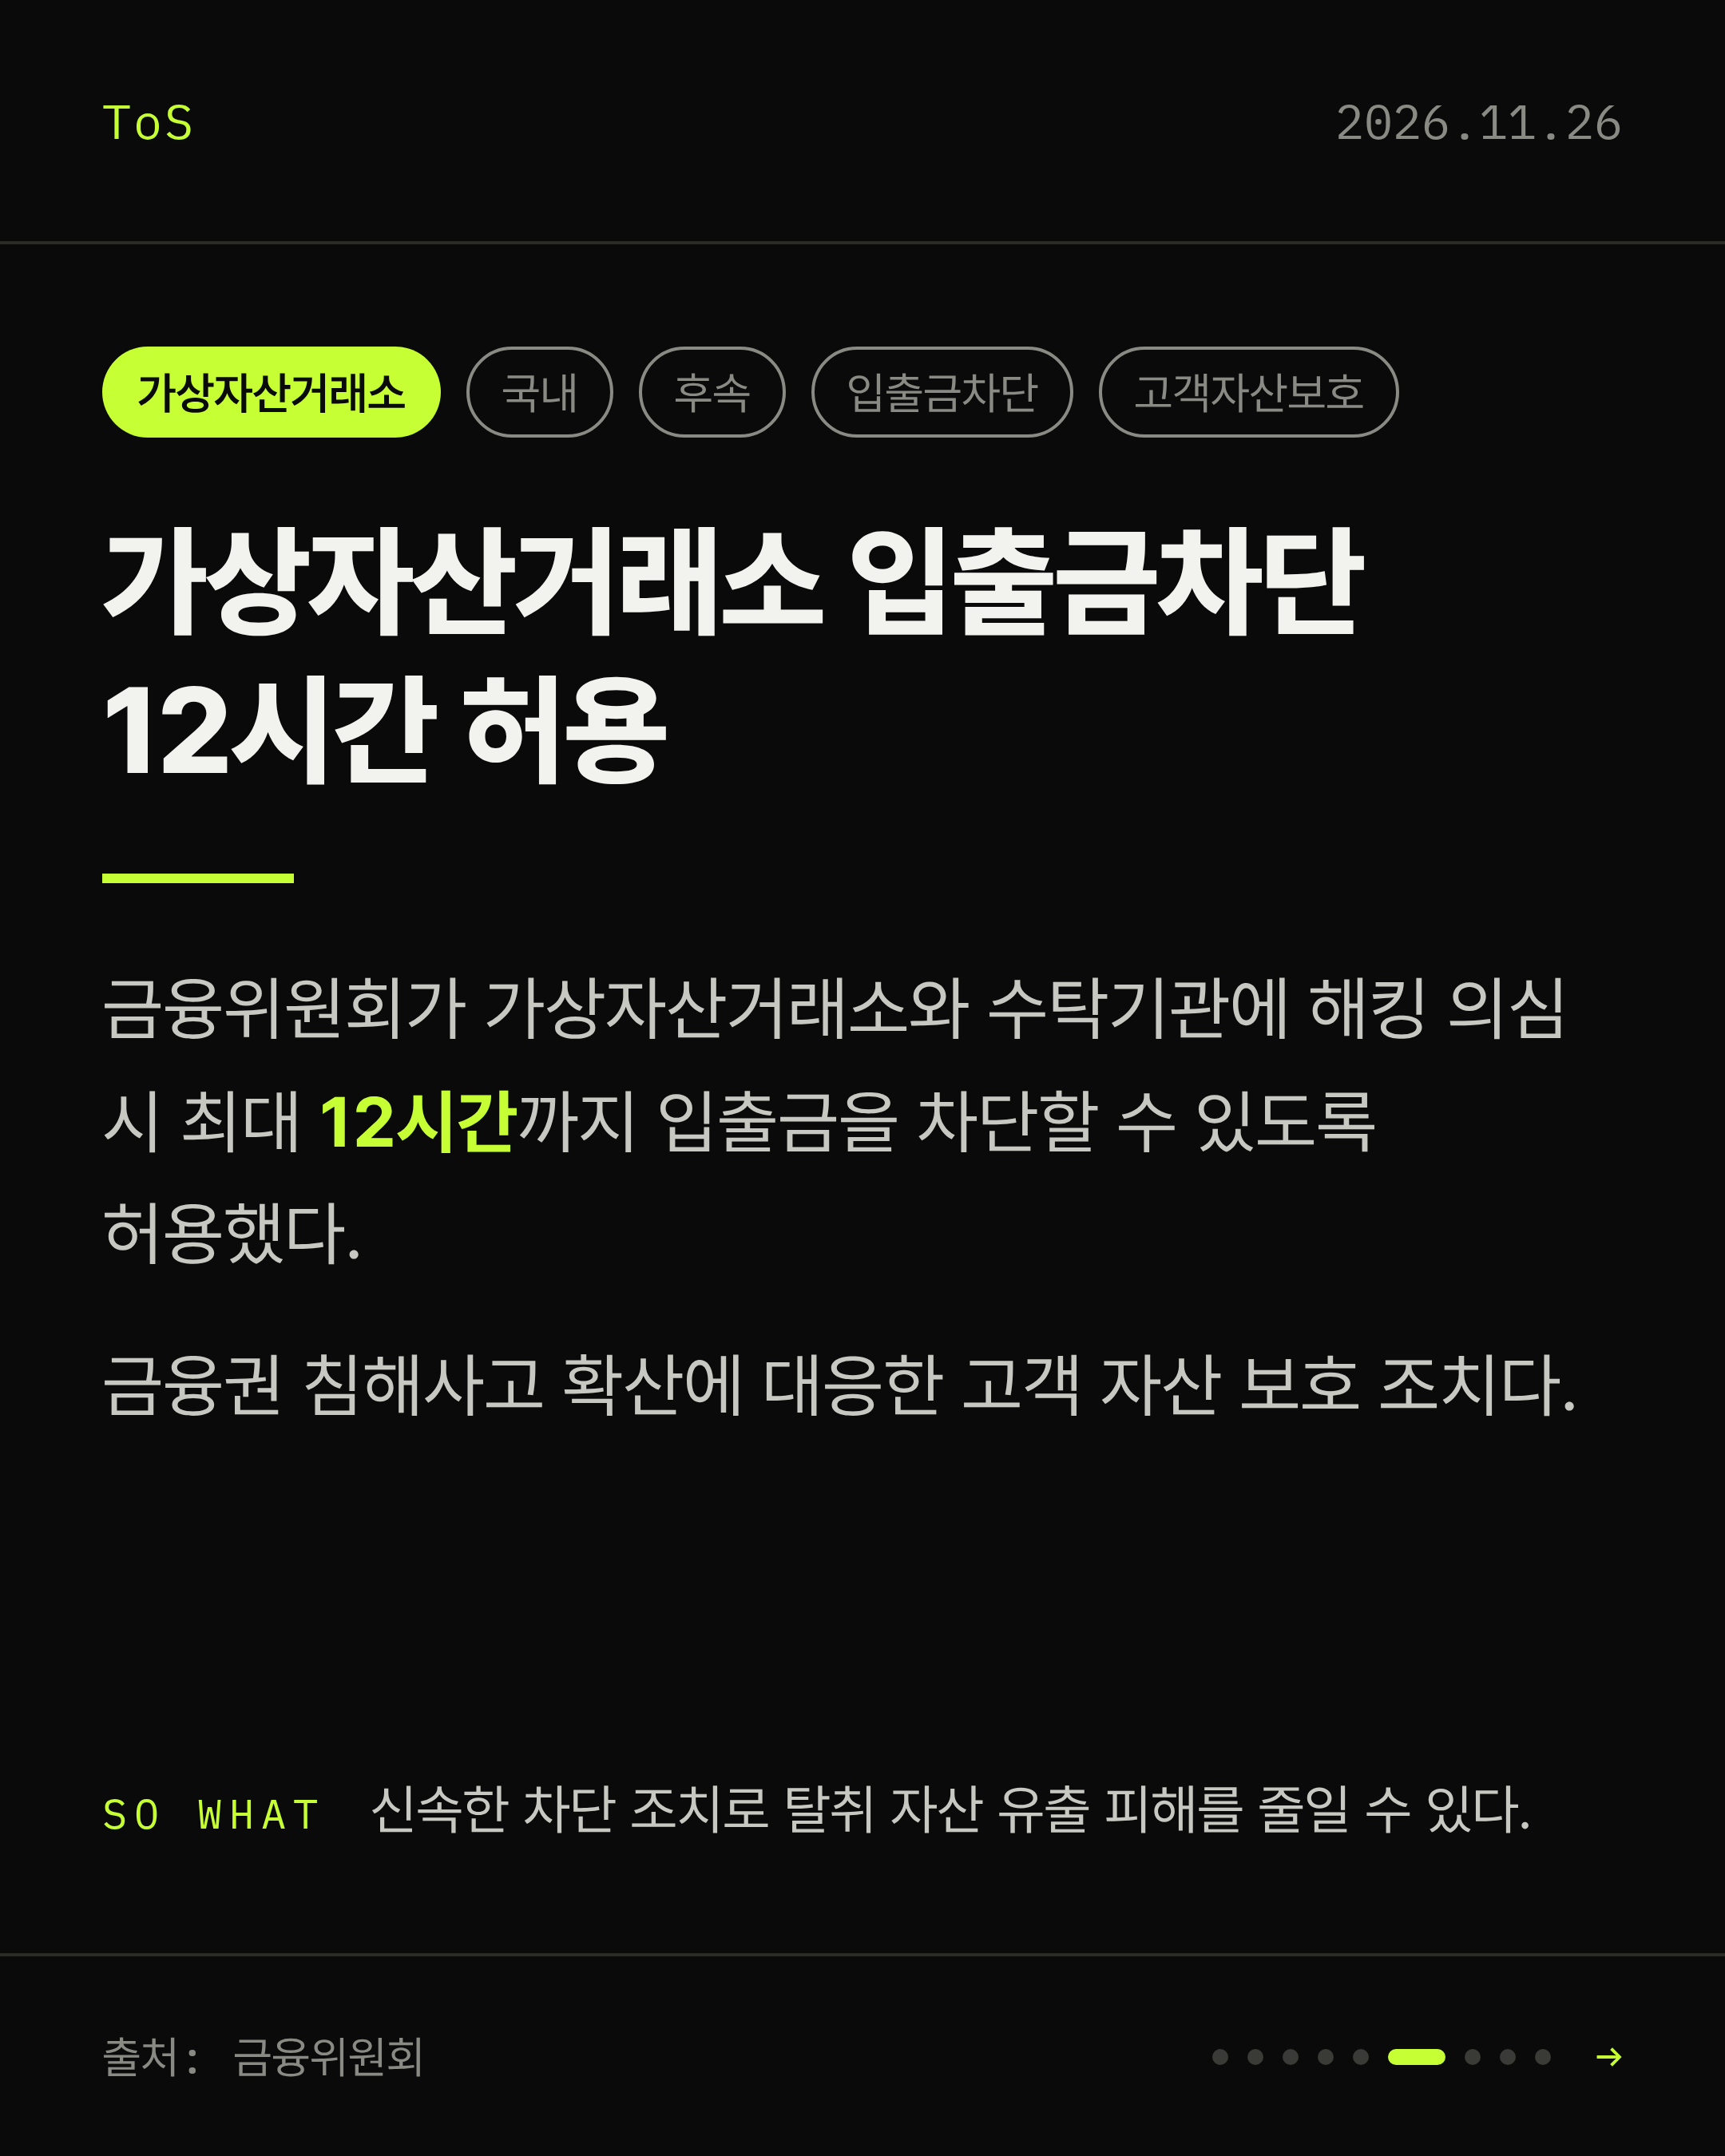 ToS
2026.11.26
가상자산거래소
국내
후속
입출금차단
고객자산보호
가상자산거래소 입출금차단
12시간 허용
금융위원회가 가상자산거래소와 수탁기관에 해킹 의심
시 최대 12시간까지 입출금을 차단할 수 있도록
허용했다.
금융권 침해사고 확산에 대응한 고객 자산 보호 조치다.
SO WHAT 신속한 차단 조치로 탈취 자산 유출 피해를 줄일 수 있다.
출처: 금융위원회
→